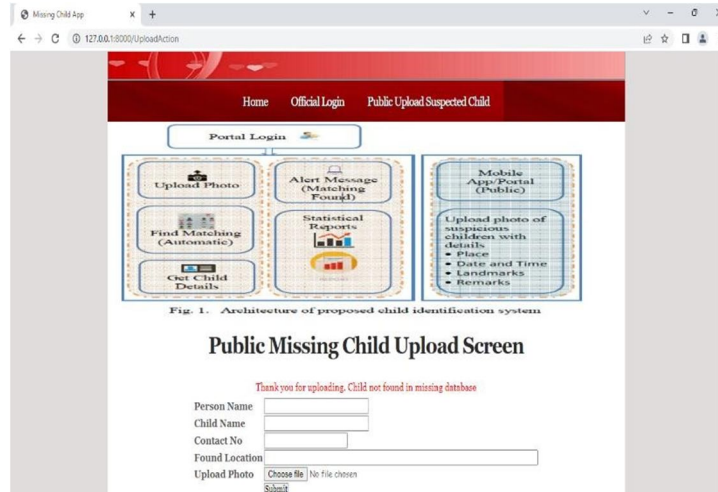 Missing Child App
127.0.0.1:8000/UploadAction
Home Official Login Public Upload Suspected Child
Portal Login
Upload Photo
Find Matching
(Automatic)
Get Child
Details
Alert Message
(Matching
Found)
Statistical
Reports
Mobile
App/Portal
(Public)
Upload photo of
suspicious
children with
details
• Place
• Date and Time
• Landmarks
• Remarks
Fig. 1. Architecture of proposed child identification system
Public Missing Child Upload Screen
Thank you for uploading. Child not found in missing database
Person Name
Child Name
Contact No
Found Location
Upload Photo Choose file No file chosen
Submit